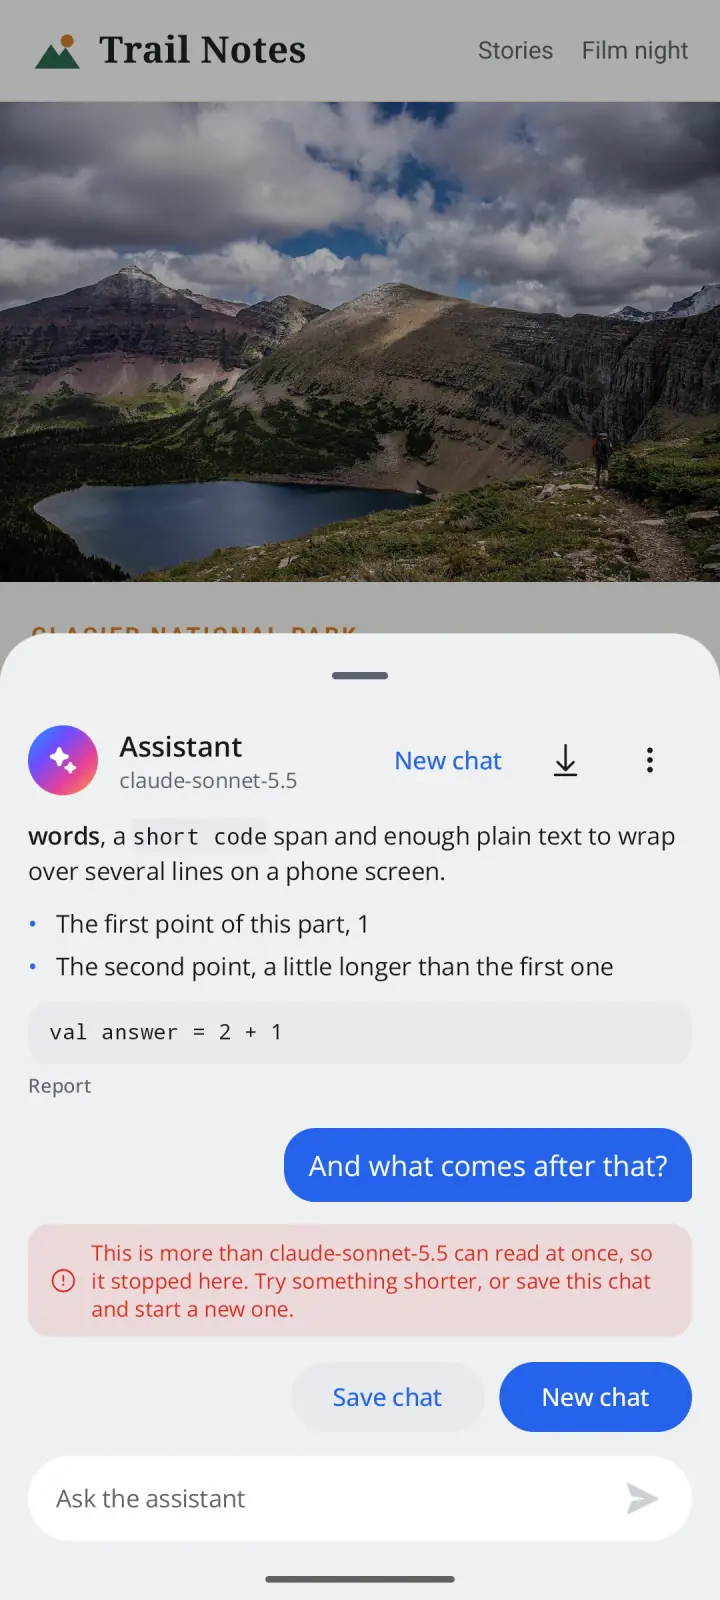 Trail Notes
Stories
Film night
GLACIER NATIONAL PARK
Assistant
claude-sonnet-5.5
New chat
words, a short code span and enough plain text to wrap
over several lines on a phone screen.
• The first point of this part, 1
• The second point, a little longer than the first one
val answer = 2 + 1
Report
And what comes after that?
This is more than claude-sonnet-5.5 can read at once, so
it stopped here. Try something shorter, or save this chat
and start a new one.
Save chat
New chat
Ask the assistant